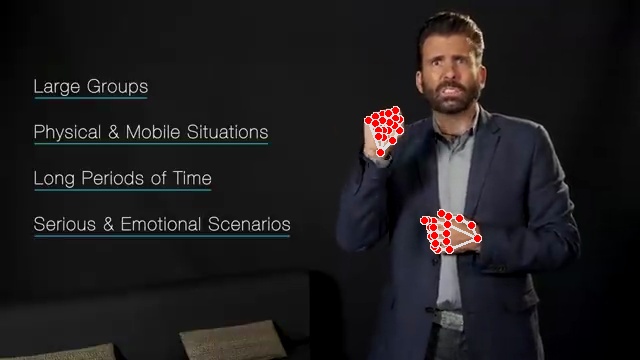 Large Groups
Physical & Mobile Situations
Long Periods of Time
Serious & Emotional Scenarios